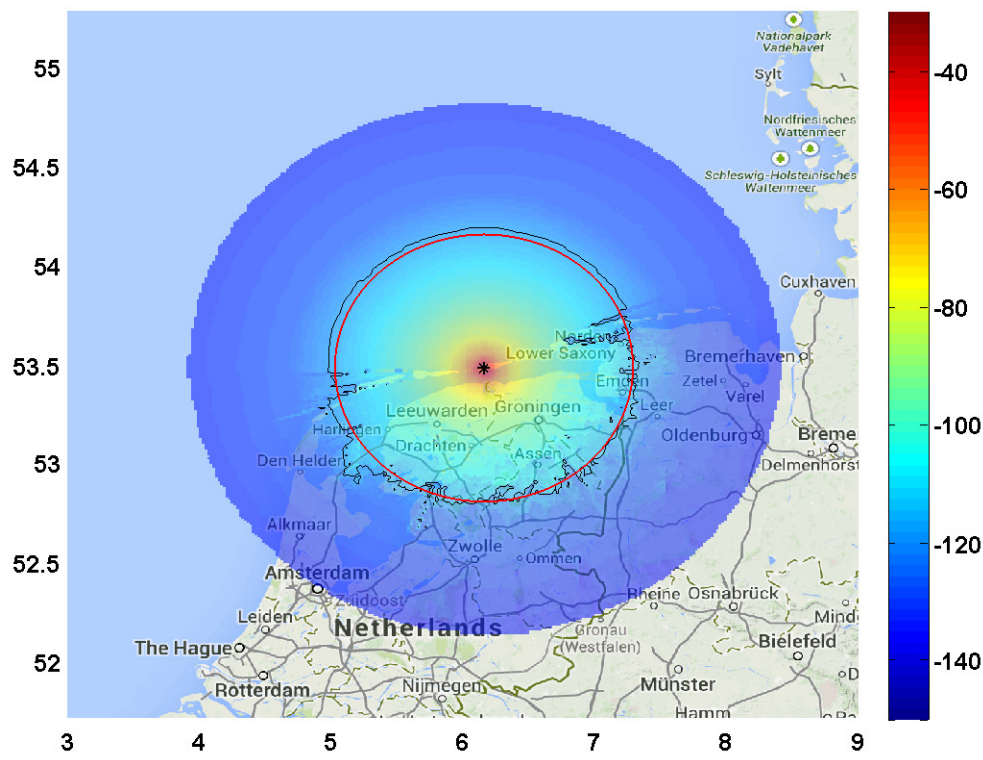 55
54.5
54
53.5
53
52.5
52
3 4 5 6 7 8 9
-40
-60
-80
-100
-120
-140
Nationalpark
Vadehavet
Sylt
Nordfriesisches
Wattenmeer
Schleswig-Holsteinisches
Wattenmeer
Cuxhaven
Norden
Lower Saxony
Bremerhaven
Emden
Zetel
Varel
Leeuwarden
Groningen
Leer
Harlingen
Drachten
Assen
Oldenburg
Breme
Den Helder
Delmenhorst
Alkmaar
Zwolle
Ommen
Amsterdam
Zuidoost
Rheine
Osnabrück
Leiden
Mind
Netherlands
Gronau
(Westfalen)
The Hague
Bielefeld
Rotterdam
Nijmegen
Münster
D
Hamm
Pa